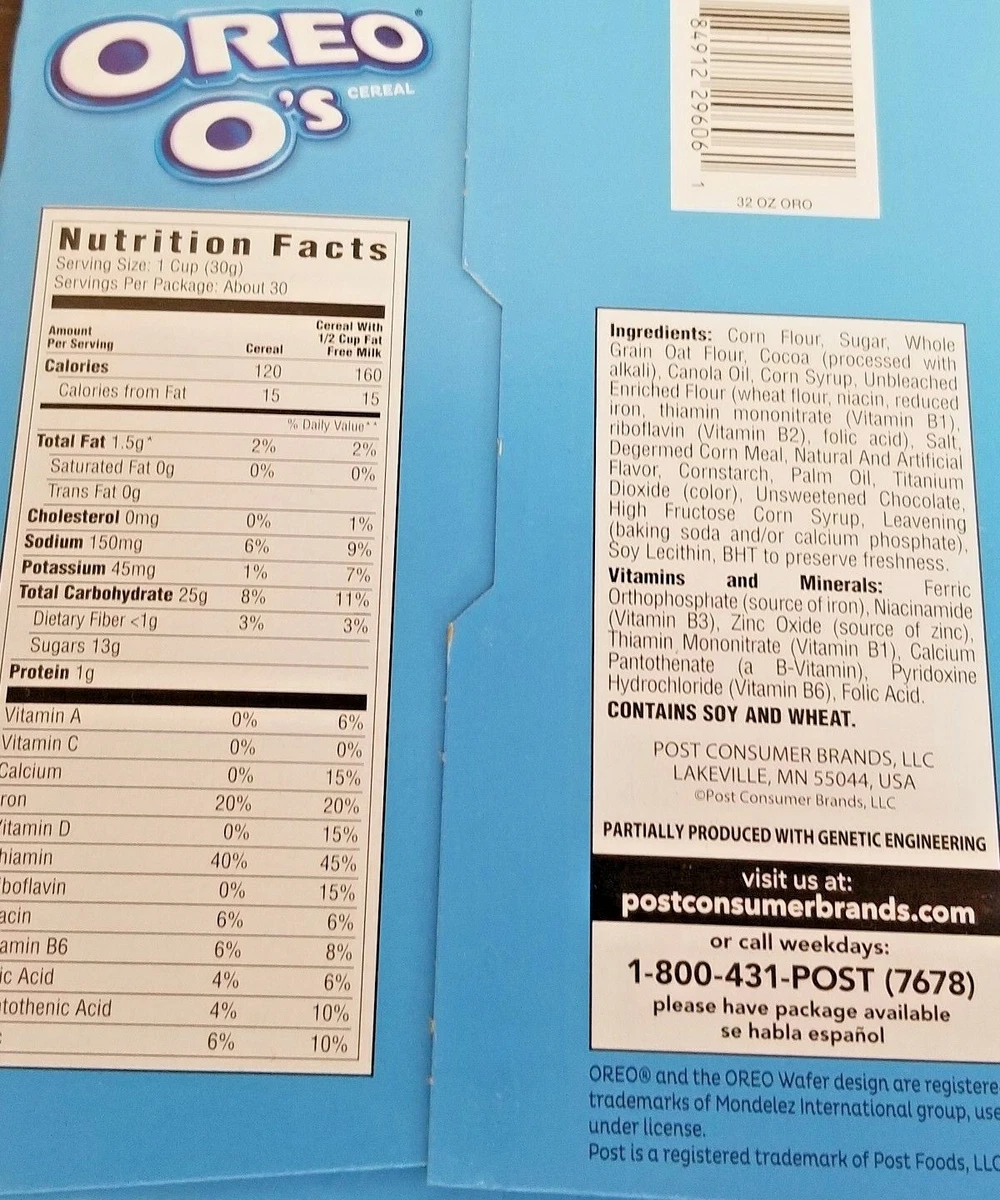 OREO®
O's CEREAL
Nutrition Facts
Serving Size: 1 Cup (30g)
Servings Per Package: About 30
Amount Per Serving Cereal Cereal With 1/2 Cup Fat Free Milk
Calories 120 160
Calories from Fat 15 15
% Daily Value**
Total Fat 1.5g* 2% 2%
Saturated Fat 0g 0% 0%
Trans Fat 0g
Cholesterol 0mg 0% 1%
Sodium 150mg 6% 9%
Potassium 45mg 1% 7%
Total Carbohydrate 25g 8% 11%
Dietary Fiber <1g 3% 3%
Sugars 13g
Protein 1g
Vitamin A 0% 6%
Vitamin C 0% 0%
Calcium 0% 15%
ron 20% 20%
itamin D 0% 15%
hiamin 40% 45%
boflavin 0% 15%
acin 6% 6%
amin B6 6% 8%
ic Acid 4% 6%
tothenic Acid 4% 10%
6% 10%
84912 29606 1
32 OZ ORO
Ingredients: Corn Flour, Sugar, Whole
Grain Oat Flour, Cocoa (processed with
alkali), Canola Oil, Corn Syrup, Unbleached
Enriched Flour (wheat flour, niacin, reduced
iron, thiamin mononitrate (Vitamin B1),
riboflavin (Vitamin B2), folic acid), Salt,
Degermed Corn Meal, Natural And Artificial
Flavor, Cornstarch, Palm Oil, Titanium
Dioxide (color), Unsweetened Chocolate,
High Fructose Corn Syrup, Leavening
(baking soda and/or calcium phosphate),
Soy Lecithin, BHT to preserve freshness.
Vitamins and Minerals: Ferric
Orthophosphate (source of iron), Niacinamide
(Vitamin B3), Zinc Oxide (source of zinc),
Thiamin Mononitrate (Vitamin B1), Calcium
Pantothenate (a B-Vitamin), Pyridoxine
Hydrochloride (Vitamin B6), Folic Acid.
CONTAINS SOY AND WHEAT.
POST CONSUMER BRANDS, LLC
LAKEVILLE, MN 55044, USA
©Post Consumer Brands, LLC
PARTIALLY PRODUCED WITH GENETIC ENGINEERING
visit us at:
postconsumerbrands.com
or call weekdays:
1-800-431-POST (7678)
please have package available
se habla español
OREO® and the OREO Wafer design are registere
trademarks of Mondelez International group, use
under license.
Post is a registered trademark of Post Foods, LLC